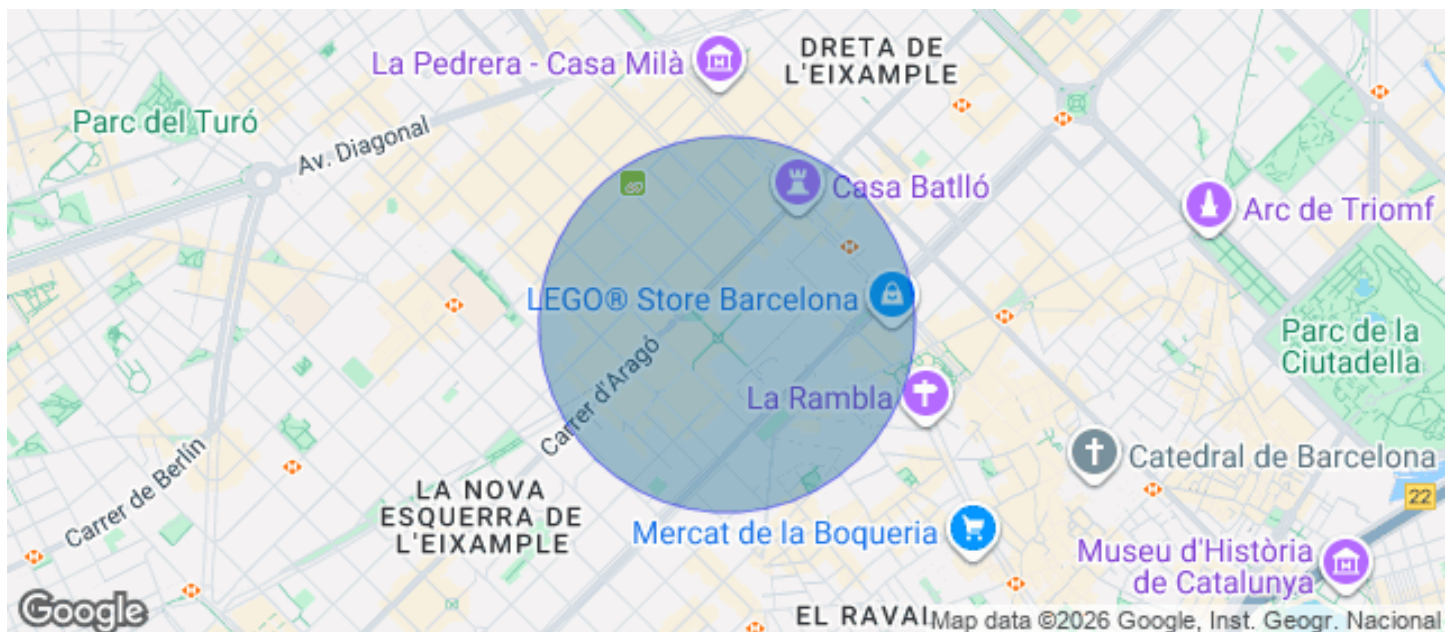 La Pedrera - Casa Milà
DRETA DE
L'EIXAMPLE
Parc del Turó
Av. Diagonal
Casa Batlló
Arc de Triomf
LEGO® Store Barcelona
Parc de la
Ciutadella
Carrer d'Aragó
La Rambla
Catedral de Barcelona
Carrer de Berlín
LA NOVA
ESQUERRA DE
L'EIXAMPLE
22
Mercat de la Boqueria
Museu d'Història
de Catalunya
EL RAVAL
Google
Map data ©2026 Google, Inst. Geogr. Nacional